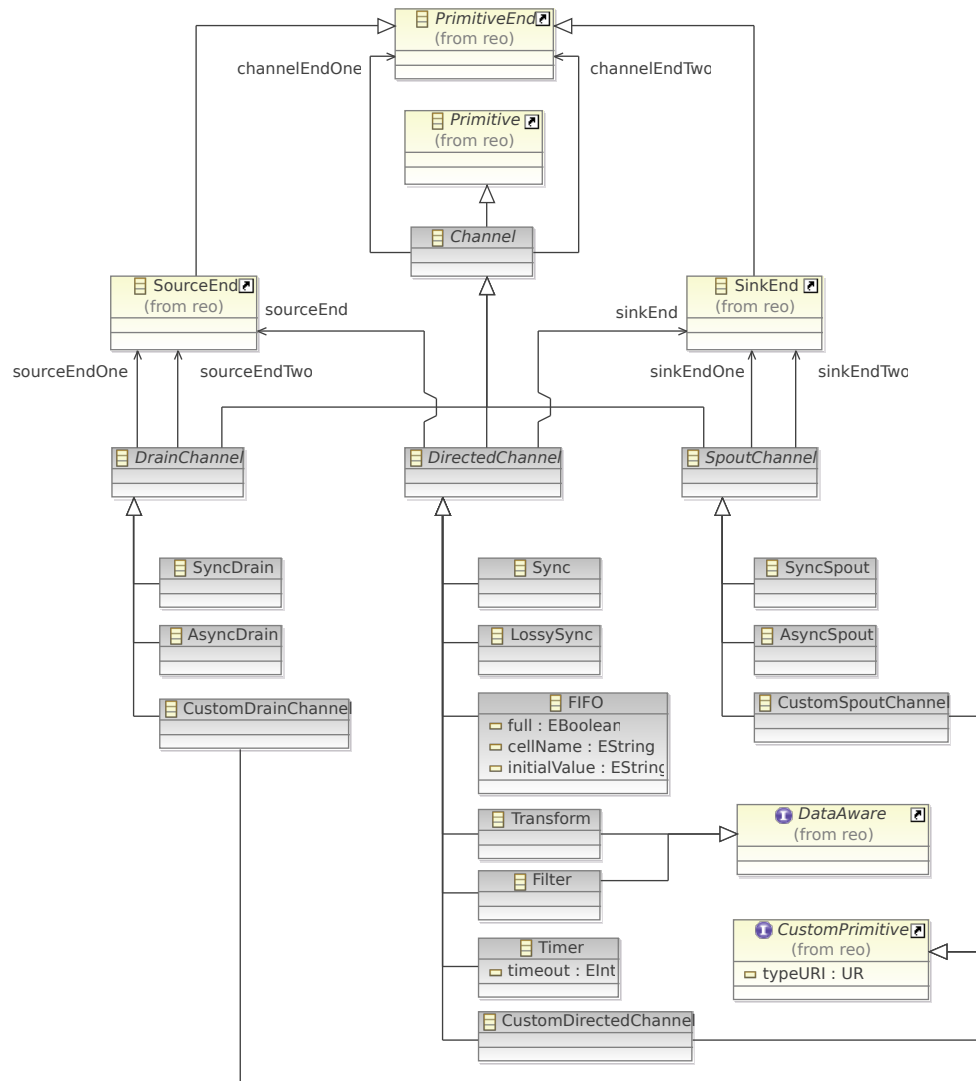 PrimitiveEnd
(from reo)
channelEndOne
channelEndTwo
Primitive
(from reo)
Channel
SourceEnd
(from reo)
SinkEnd
(from reo)
sourceEnd
sinkEnd
sourceEndOne
sourceEndTwo
sinkEndOne
sinkEndTwo
DrainChannel
DirectedChannel
SpoutChannel
SyncDrain
Sync
SyncSpout
AsyncDrain
LossySync
AsyncSpout
CustomDrainChannel
FIFO
full : EBoolean
cellName : EString
initialValue : EString
CustomSpoutChannel
Transform
DataAware
(from reo)
Filter
CustomPrimitive
(from reo)
typeURI : UR
Timer
timeout : EInt
CustomDirectedChannel